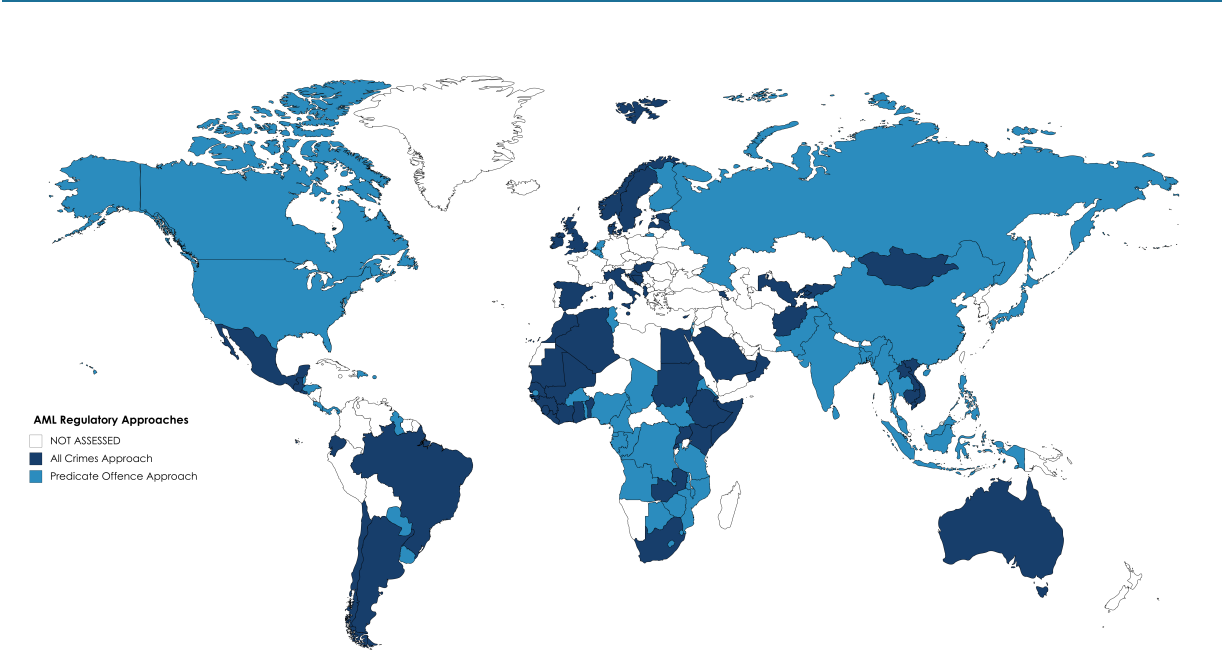 AML Regulatory Approaches
NOT ASSESSED
All Crimes Approach
Predicate Offence Approach